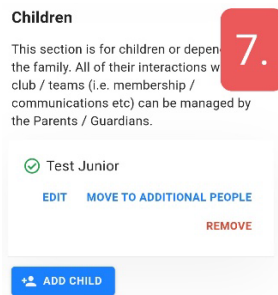 Children
7.
This section is for children or depen
the family. All of their interactions w
club / teams (i.e. membership /
communications etc) can be managed by
the Parents / Guardians.
Test Junior
EDIT MOVE TO ADDITIONAL PEOPLE
REMOVE
ADD CHILD